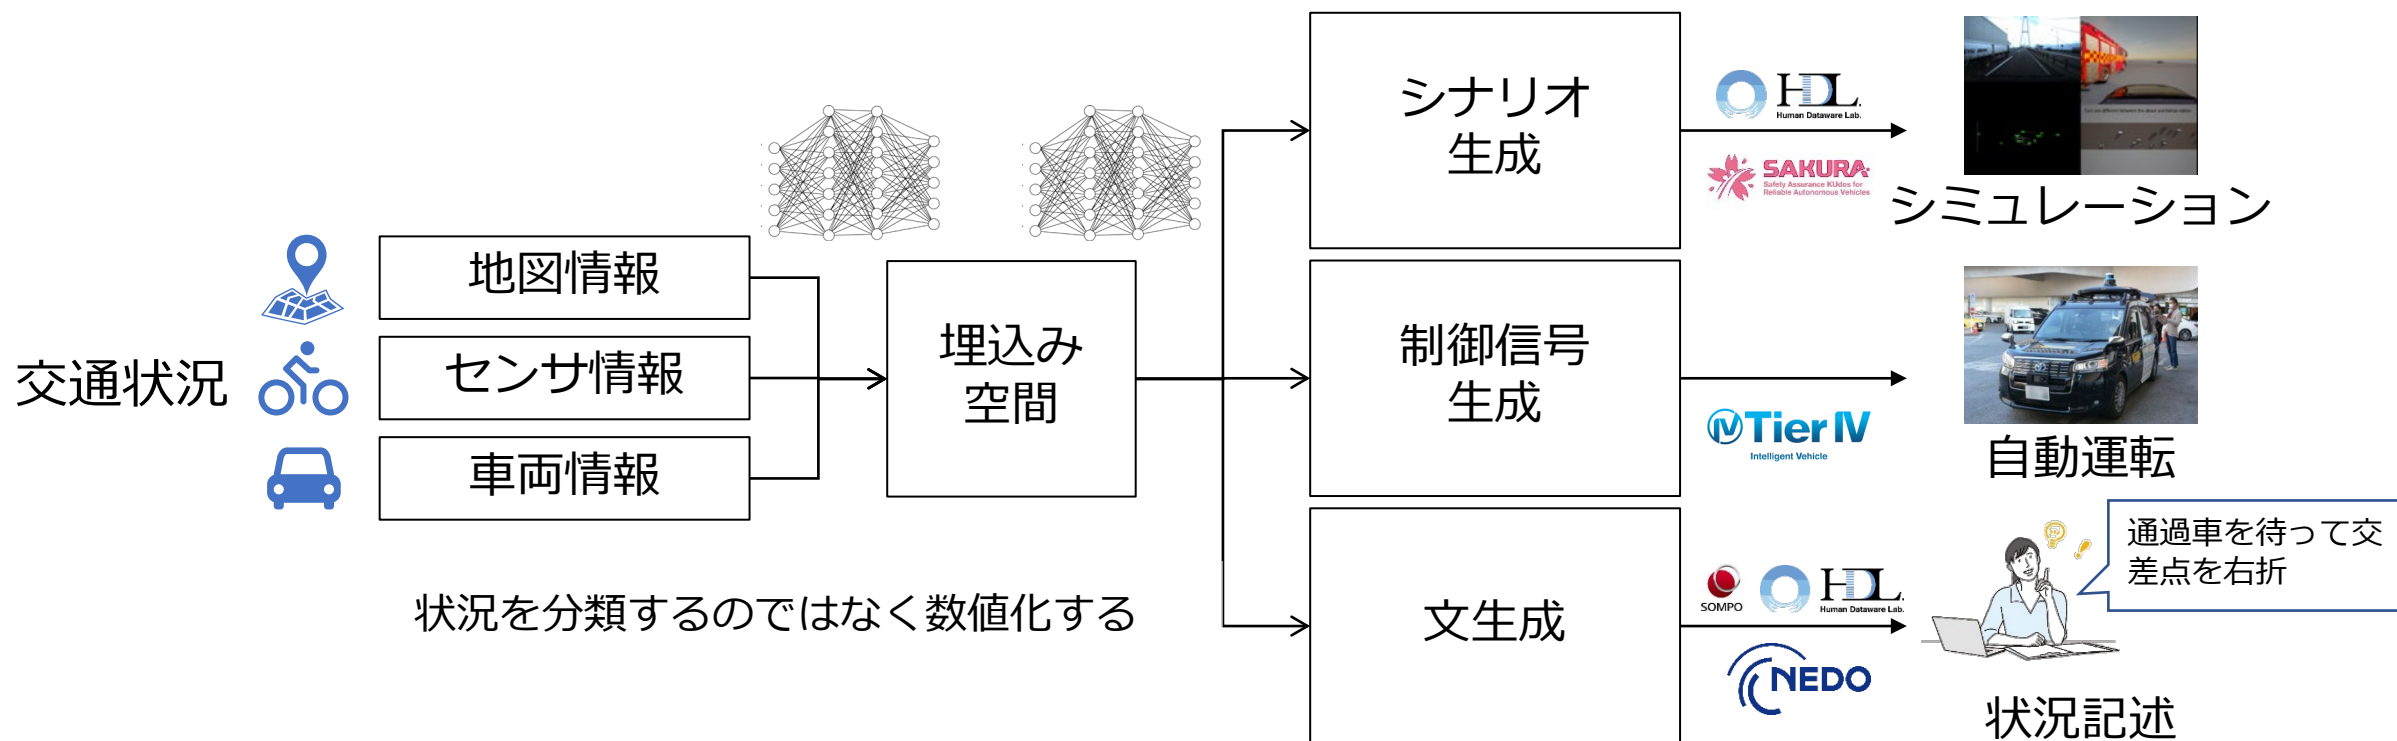 交通状況
地図情報
センサ情報
車両情報
状況を分類するのではなく数値化する
埋込み
空間
シナリオ
生成
HDL.
Human Dataware Lab.
SAKURA
Safety Assurance KUdos for
Reliable Autonomous Vehicles
シミュレーション
制御信号
生成
Tier IV
Intelligent Vehicle
自動運転
文生成
SOMPO
HDL.
Human Dataware Lab.
NEDO
通過車を待って交
差点を右折
状況記述